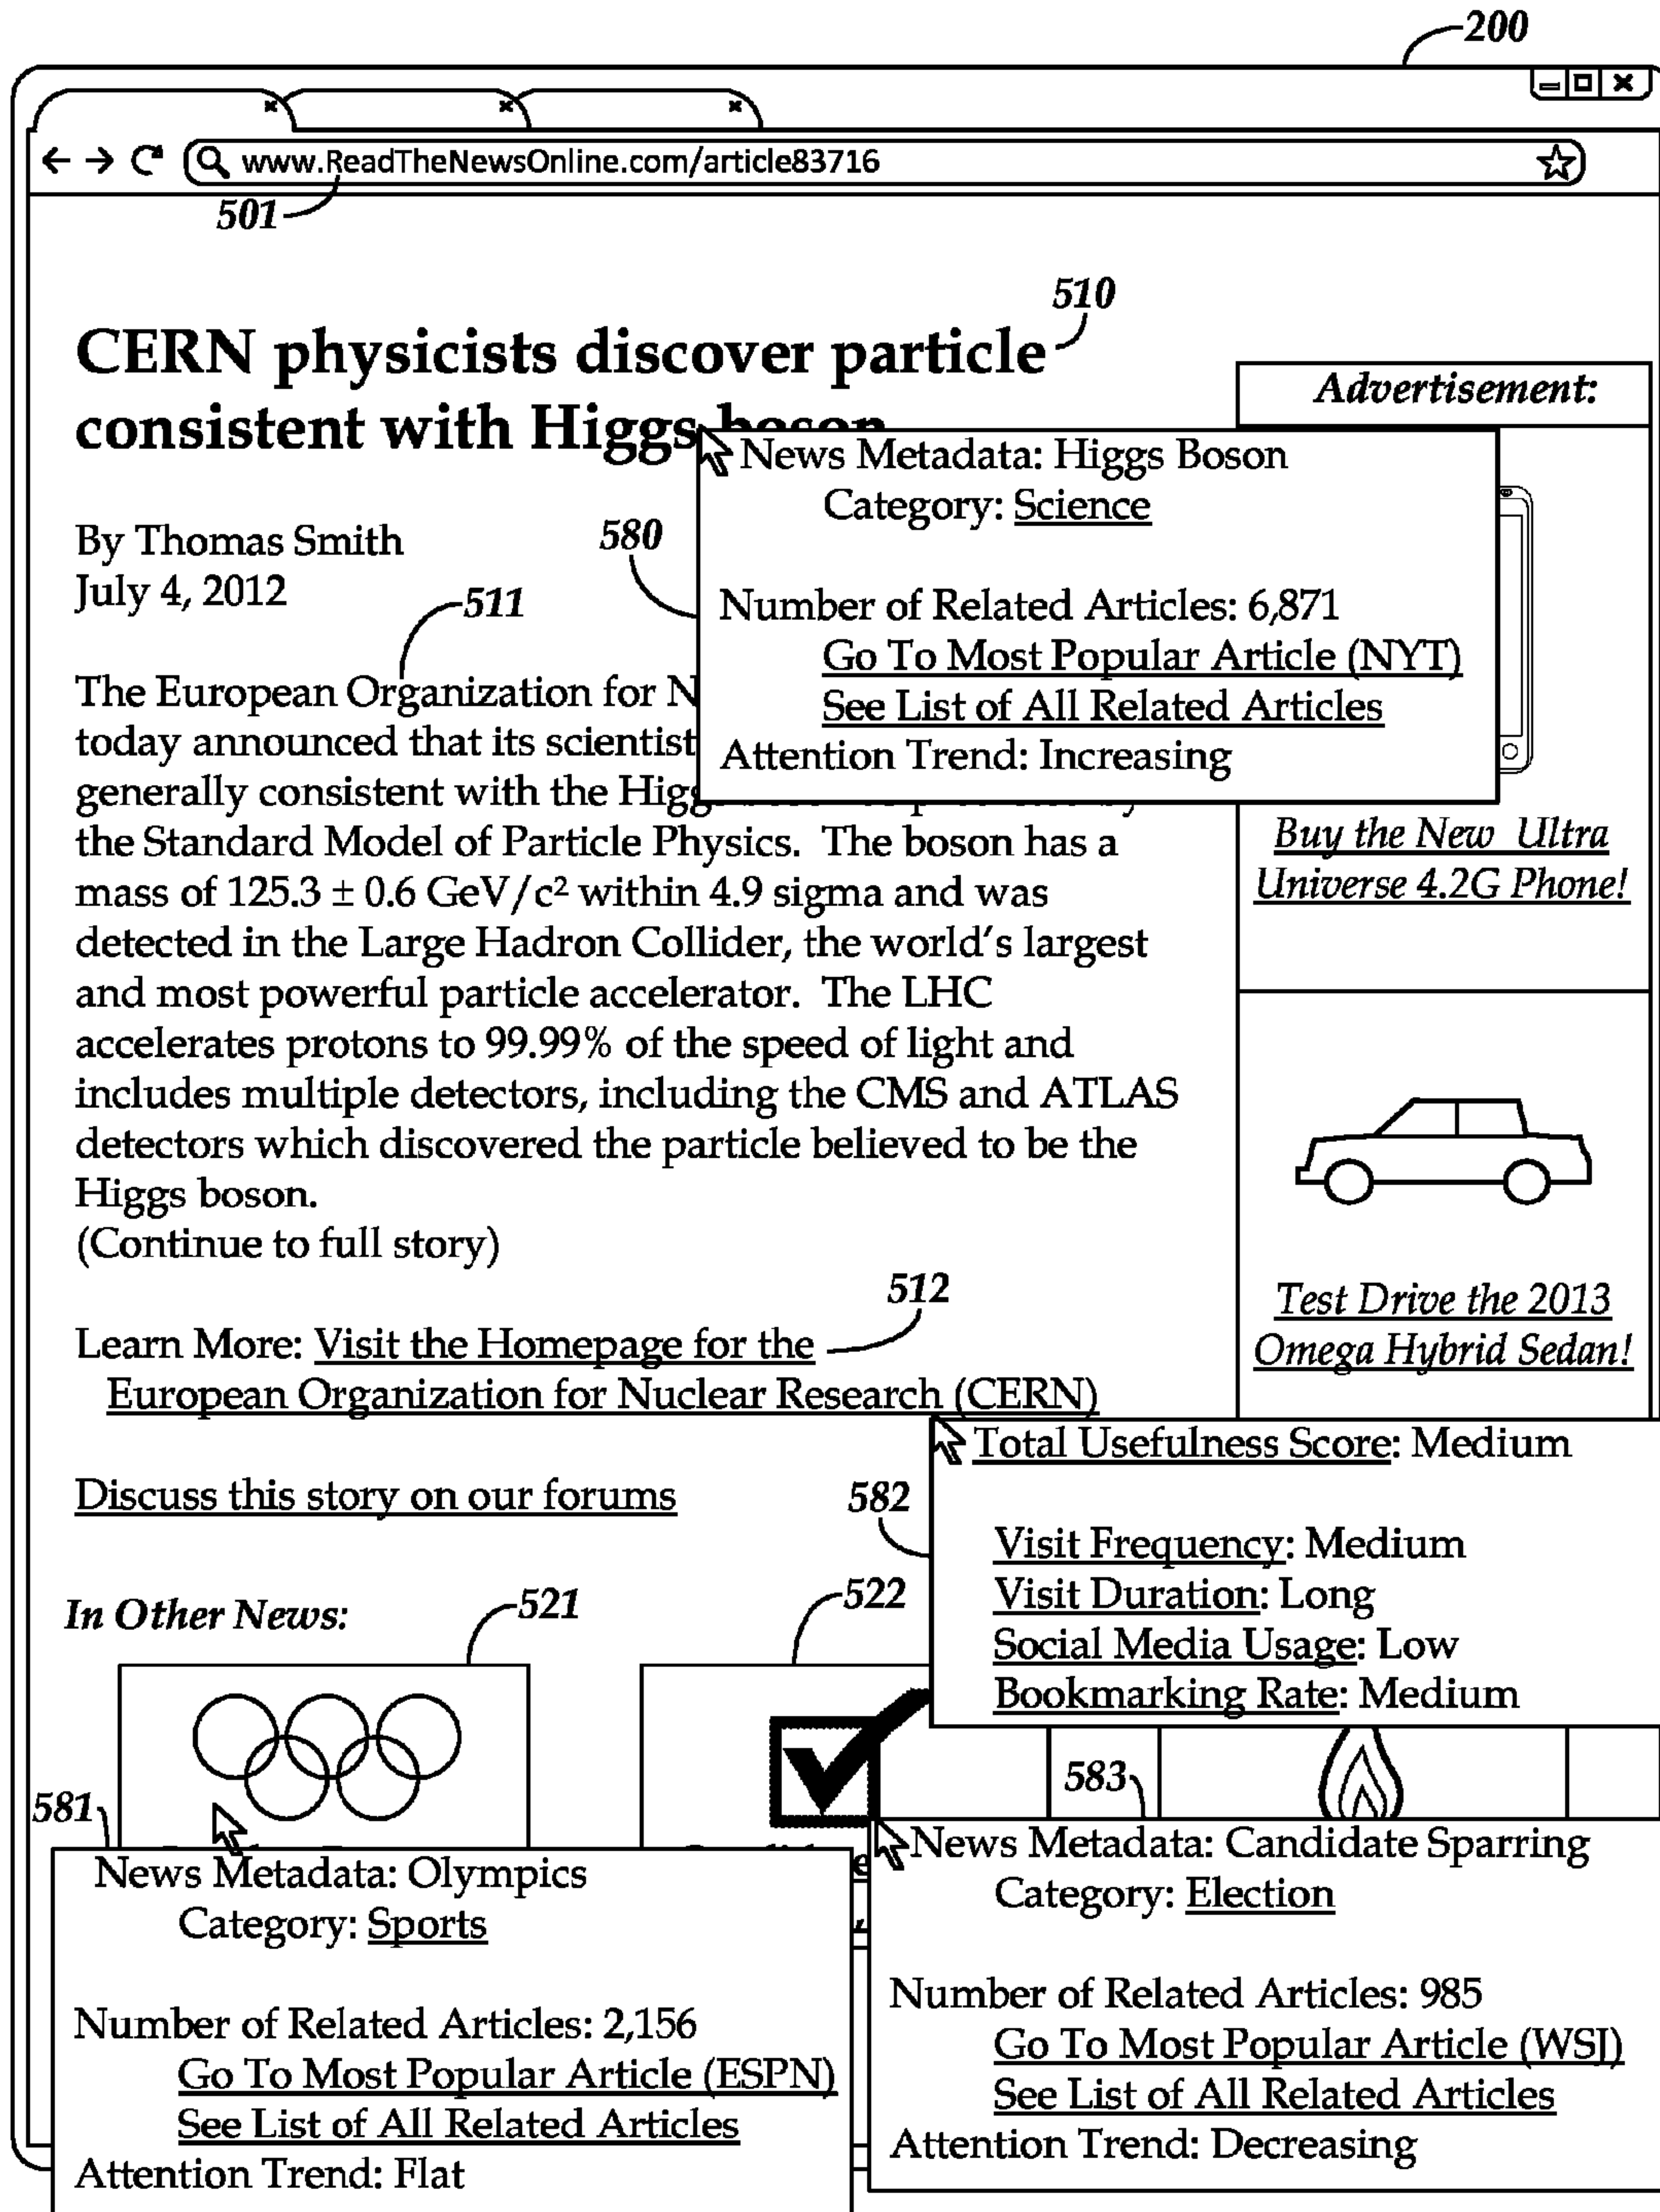 200
www.ReadTheNewsOnline.com/article83716
501
510
CERN physicists discover particle
consistent with Higgs boson
By Thomas Smith
July 4, 2012
511
The European Organization for N
today announced that its scientist
generally consistent with the Higg
the Standard Model of Particle Physics. The boson has a
mass of 125.3 ± 0.6 GeV/c² within 4.9 sigma and was
detected in the Large Hadron Collider, the world's largest
and most powerful particle accelerator. The LHC
accelerates protons to 99.99% of the speed of light and
includes multiple detectors, including the CMS and ATLAS
detectors which discovered the particle believed to be the
Higgs boson.
(Continue to full story)
580
News Metadata: Higgs Boson
Category: Science
Number of Related Articles: 6,871
Go To Most Popular Article (NYT)
See List of All Related Articles
Attention Trend: Increasing
Advertisement:
Buy the New Ultra
Universe 4.2G Phone!
Test Drive the 2013
Omega Hybrid Sedan!
512
Learn More: Visit the Homepage for the
European Organization for Nuclear Research (CERN)
Discuss this story on our forums
582
Total Usefulness Score: Medium
Visit Frequency: Medium
Visit Duration: Long
Social Media Usage: Low
Bookmarking Rate: Medium
In Other News:
521
522
581
News Metadata: Olympics
Category: Sports
Number of Related Articles: 2,156
Go To Most Popular Article (ESPN)
See List of All Related Articles
Attention Trend: Flat
583
News Metadata: Candidate Sparring
Category: Election
Number of Related Articles: 985
Go To Most Popular Article (WSJ)
See List of All Related Articles
Attention Trend: Decreasing